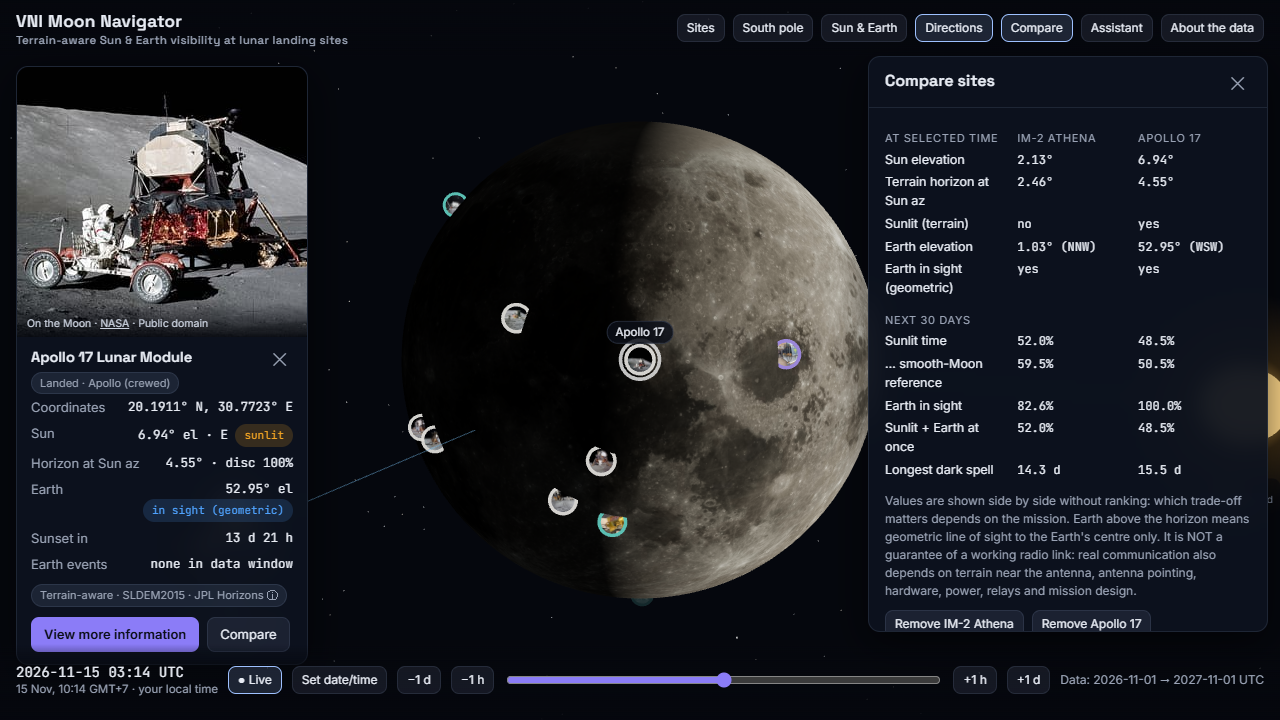 VNI Moon Navigator
Terrain-aware Sun & Earth visibility at lunar landing sites
Sites
South pole
Sun & Earth
Directions
Compare
Assistant
About the data
On the Moon · NASA · Public domain
Apollo 17 Lunar Module
Landed · Apollo (crewed)
Coordinates 20.1911° N, 30.7723° E
Sun 6.94° el · E sunlit
Horizon at Sun az 4.55° · disc 100%
Earth 52.95° el
in sight (geometric)
Sunset in 13 d 21 h
Earth events none in data window
Terrain-aware · SLDEM2015 · JPL Horizons ⓘ
View more information
Compare
Apollo 17
Compare sites
AT SELECTED TIME IM-2 ATHENA APOLLO 17
Sun elevation 2.13° 6.94°
Terrain horizon at 2.46° 4.55°
Sun az
Sunlit (terrain) no yes
Earth elevation 1.03° (NNW) 52.95° (WSW)
Earth in sight yes yes
(geometric)
NEXT 30 DAYS
Sunlit time 52.0% 48.5%
… smooth-Moon 59.5% 50.5%
reference
Earth in sight 82.6% 100.0%
Sunlit + Earth at 52.0% 48.5%
once
Longest dark spell 14.3 d 15.5 d
Values are shown side by side without ranking: which trade-off
matters depends on the mission. Earth above the horizon means
geometric line of sight to the Earth's centre only. It is NOT a
guarantee of a working radio link: real communication also
depends on terrain near the antenna, antenna pointing,
hardware, power, relays and mission design.
Remove IM-2 Athena
Remove Apollo 17
2026-11-15 03:14 UTC
15 Nov, 10:14 GMT+7 · your local time
● Live
Set date/time
−1 d
−1 h
+1 h
+1 d
Data: 2026-11-01 → 2027-11-01 UTC